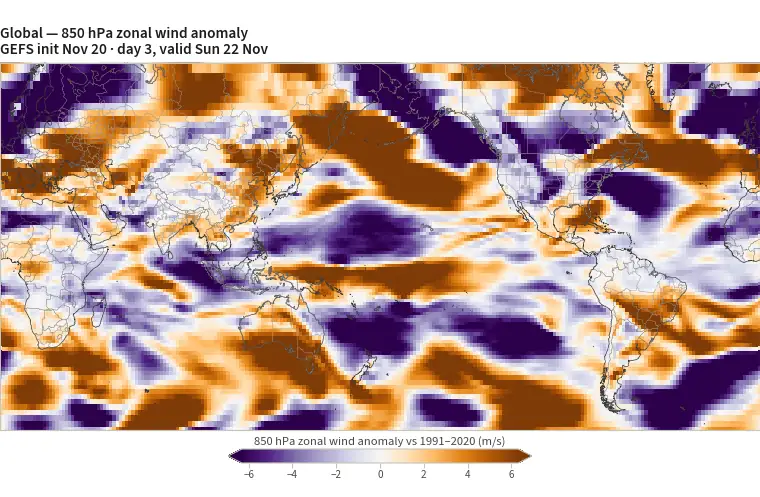 Global — 850 hPa zonal wind anomaly
GEFS init Nov 20 · day 3, valid Sun 22 Nov
850 hPa zonal wind anomaly vs 1991–2020 (m/s)
−6 −4 −2 0 2 4 6